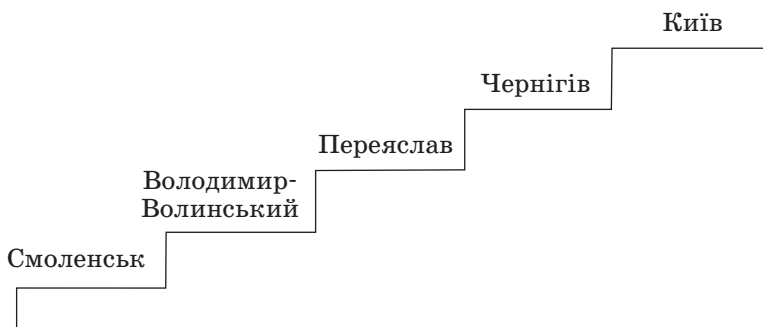 Київ
Чернігів
Переяслав
Володимир-
Волинський
Смоленськ